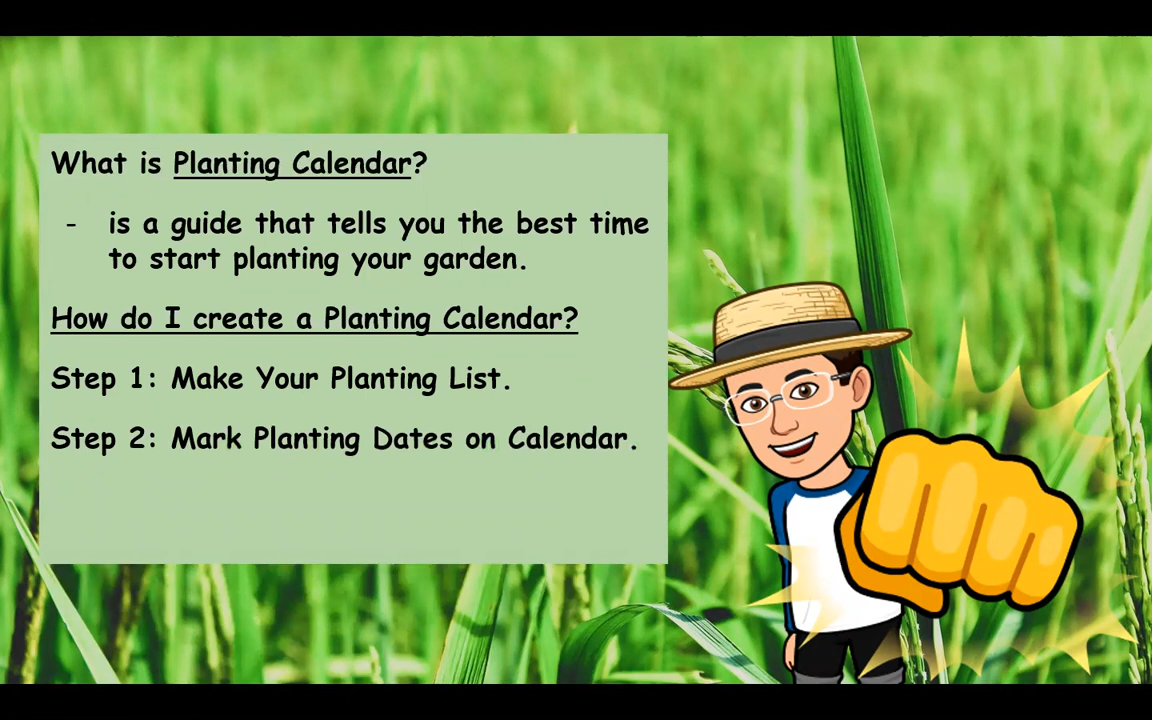 What is Planting Calendar?
- is a guide that tells you the best time
to start planting your garden.
How do I create a Planting Calendar?
Step 1: Make Your Planting List.
Step 2: Mark Planting Dates on Calendar.